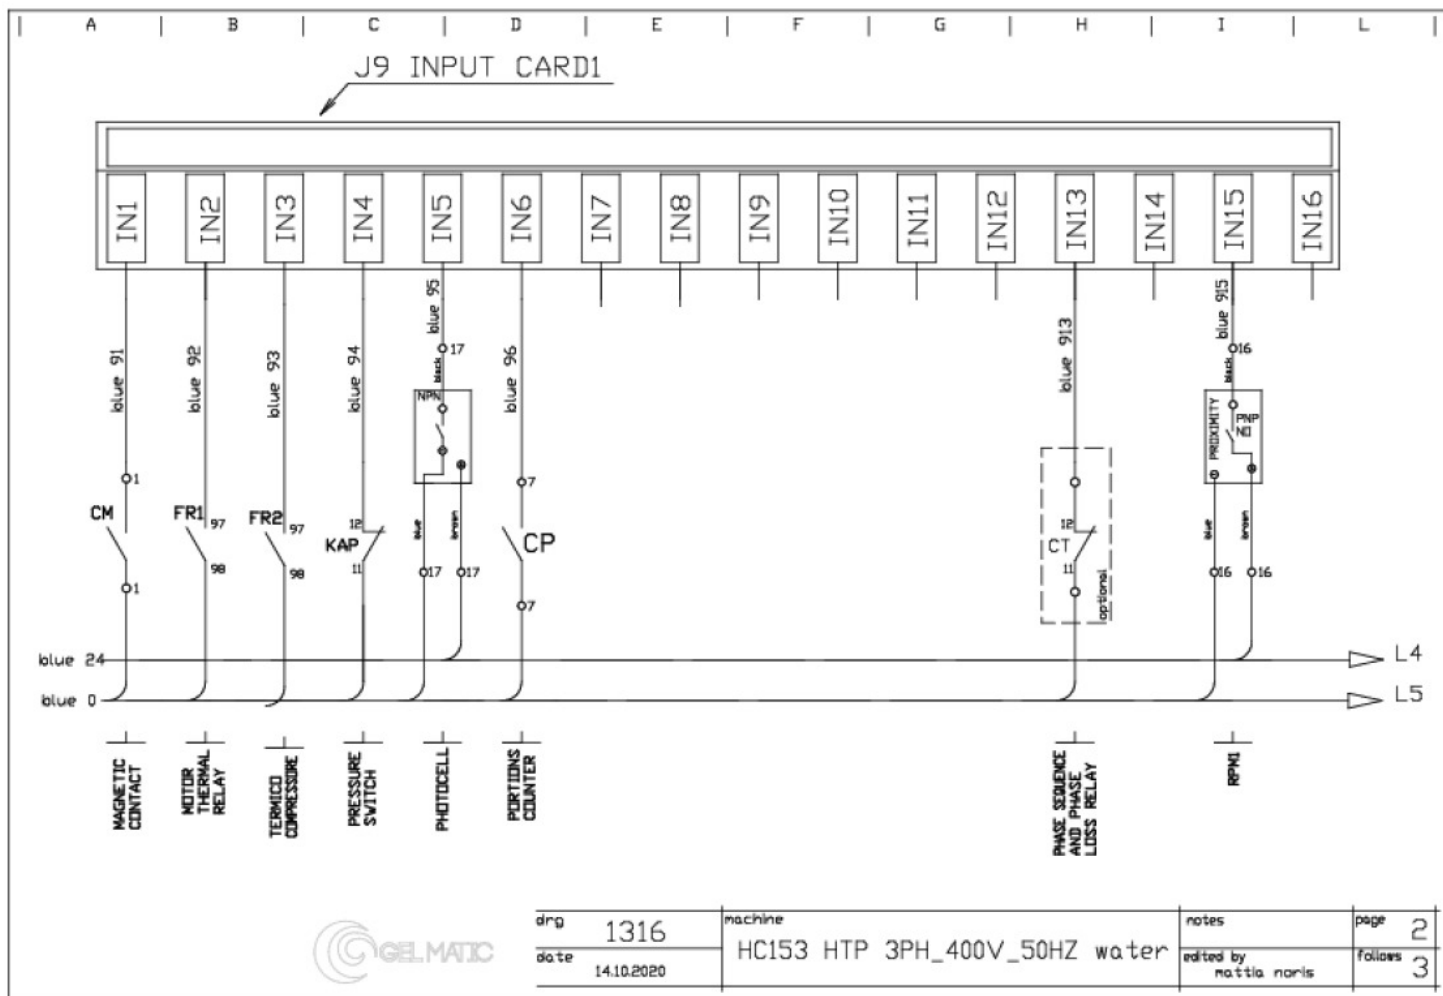 A B C D E F G H I L
J9 INPUT CARD1
IN1 IN2 IN3 IN4 IN5 IN6 IN7 IN8 IN9 IN10 IN11 IN12 IN13 IN14 IN15 IN16
blue 91
blue 92
blue 93
blue 94
blue 95
blue 96
blue 913
blue 915
17
black
NPN
16
black
PROXIMITY
PNP
NO
1
CM
1
FR1
97
98
FR2
97
98
12
KAP
11
blue
brown
17
17
7
CP
7
12
CT
11
optional
blue
brown
16
16
blue 24
L4
blue 0
L5
MAGNETIC
CONTACT
MOTOR
THERMAL
RELAY
TERMICO
COMPRESSORE
PRESSURE
SWITCH
PHOTOCELL
PORTIONS
COUNTER
PHASE SEQUENCE
AND PHASE
LOSS RELAY
RPM1
GEL MATIC
drg 1316
date 14.10.2020
machine
HC153 HTP 3PH_400V_50HZ water
notes
edited by
mattia noris
page 2
follows 3